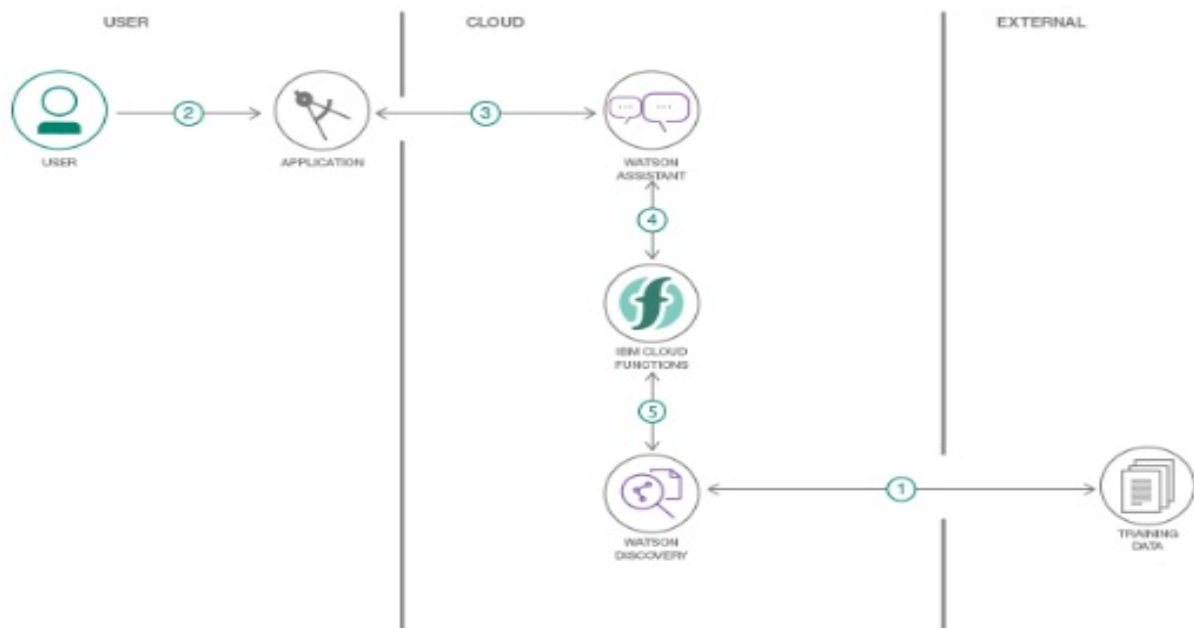 USER
CLOUD
EXTERNAL
2
3
USER
APPLICATION
WATSON
ASSISTANT
4
IBM CLOUD
FUNCTIONS
5
1
WATSON
DISCOVERY
TRAINING
DATA